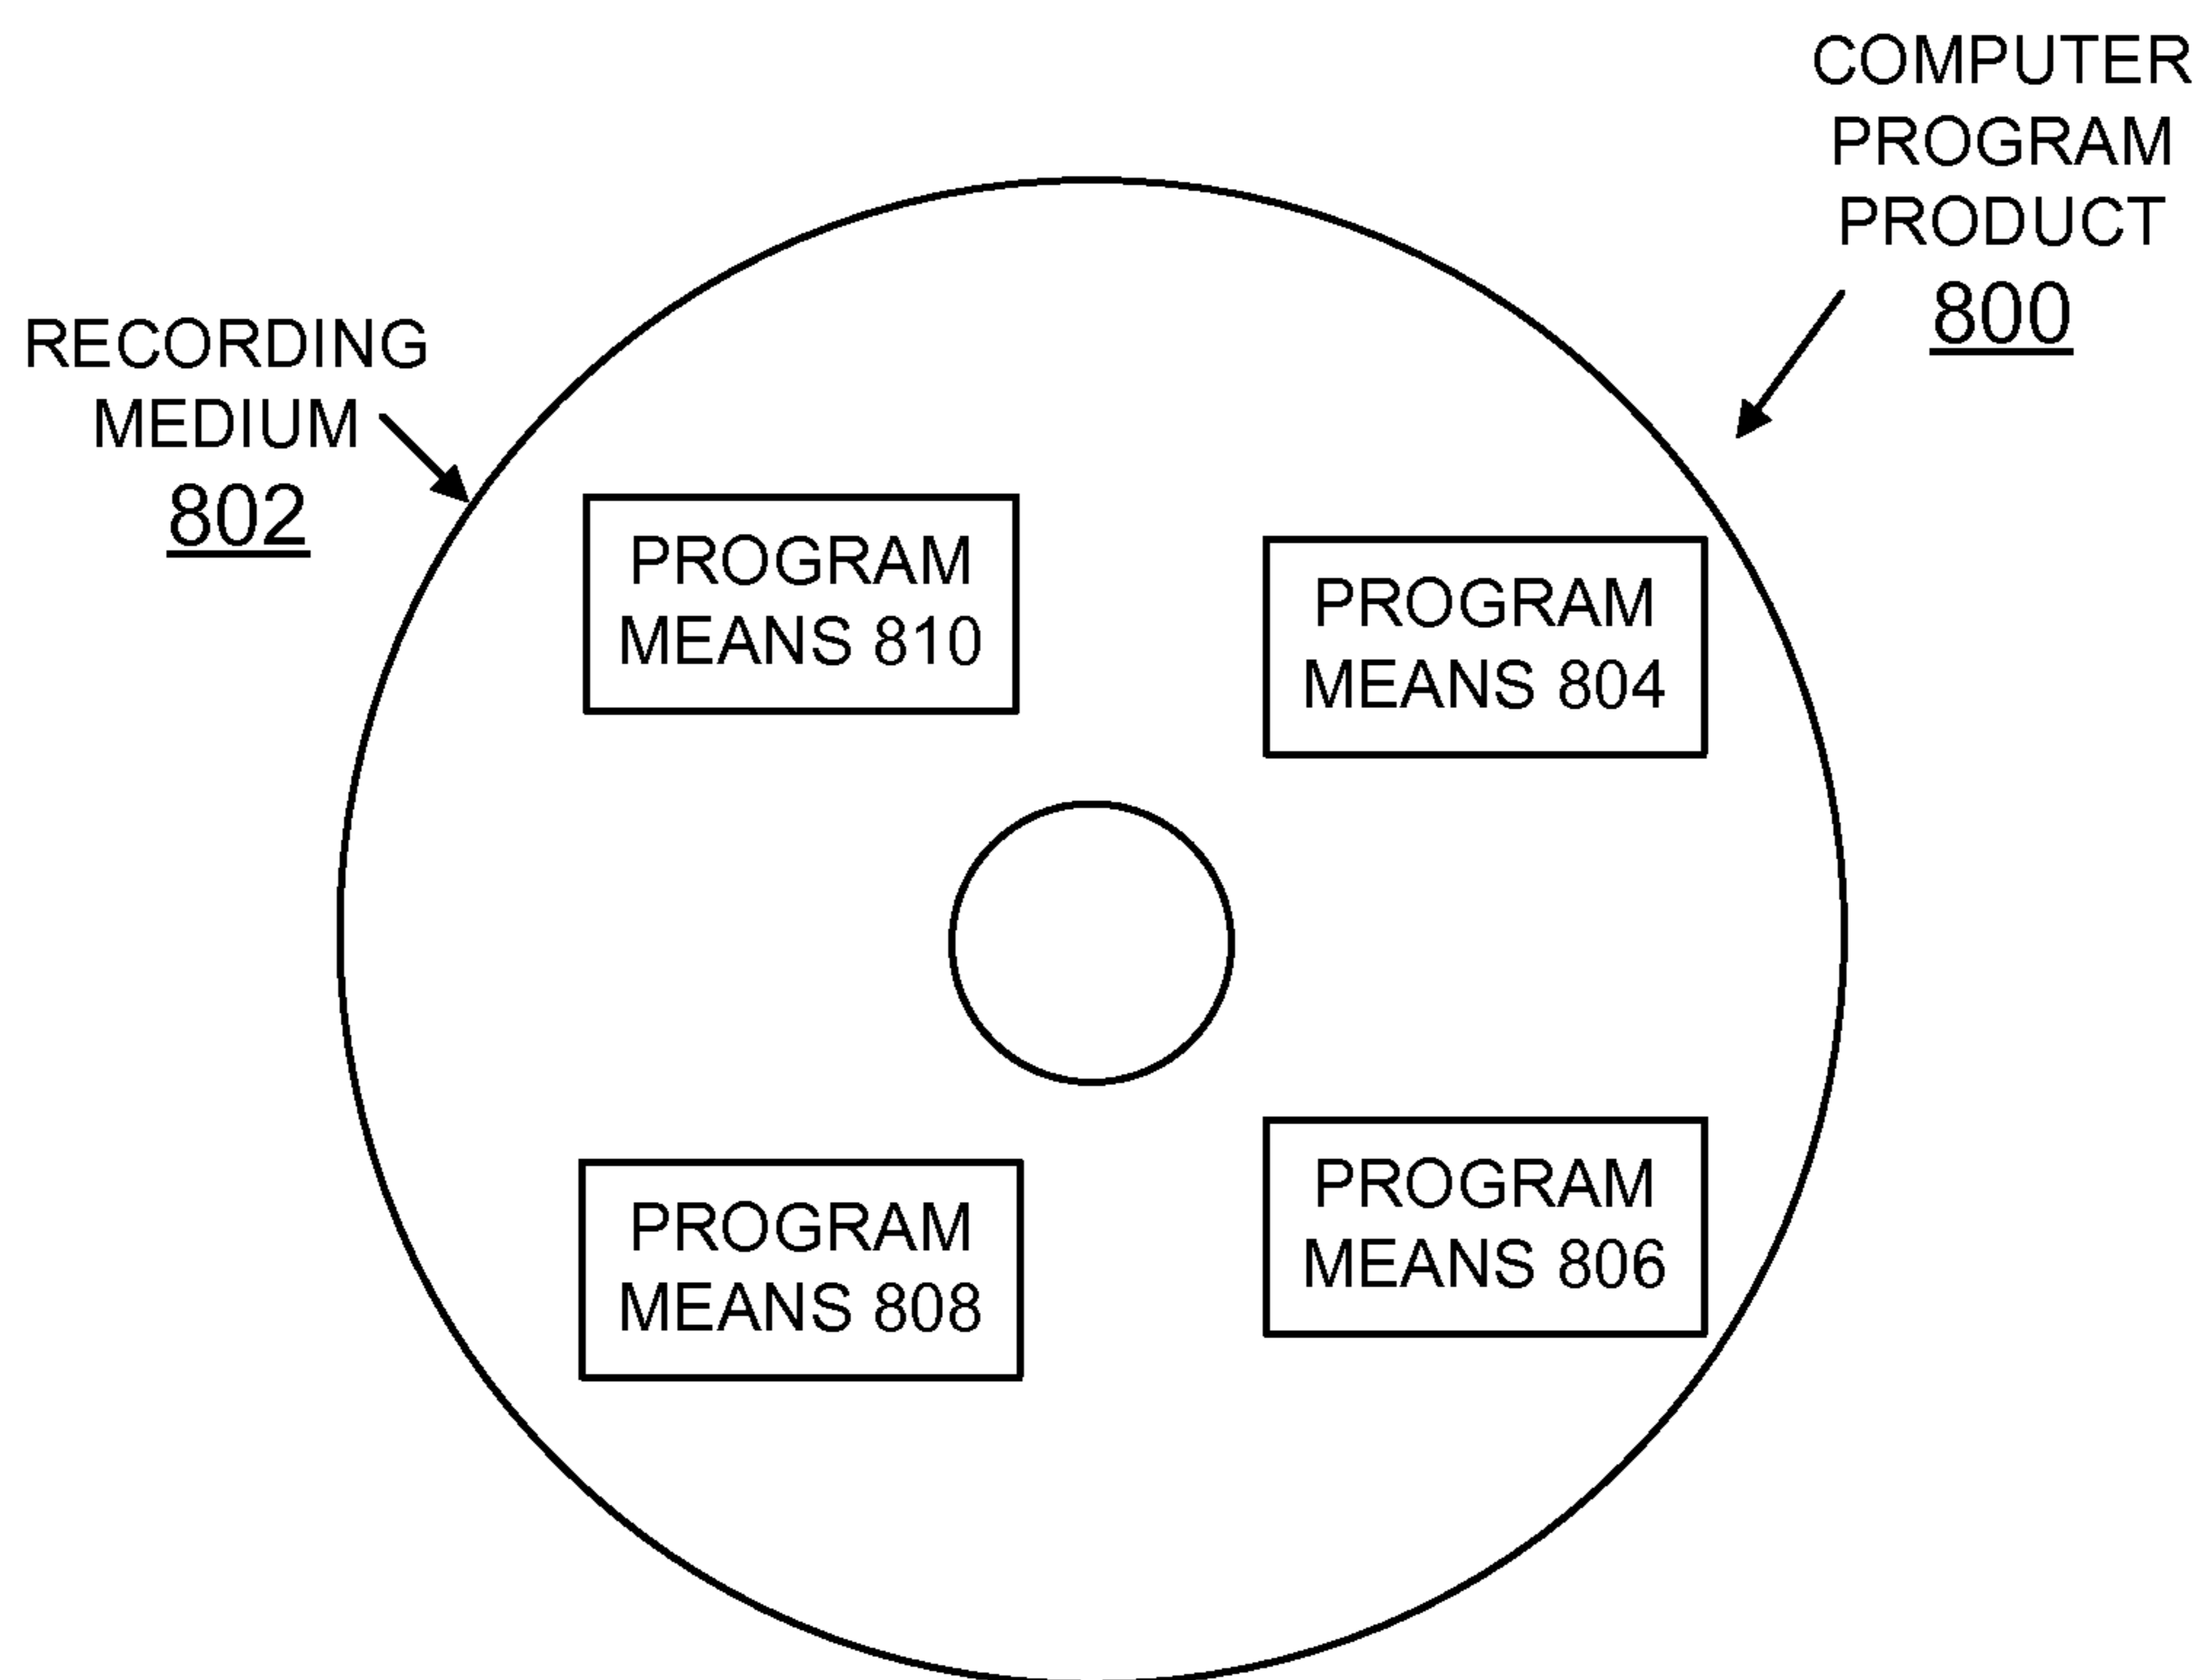 COMPUTER
PROGRAM
PRODUCT
800
RECORDING
MEDIUM
802
PROGRAM
MEANS 810
PROGRAM
MEANS 804
PROGRAM
MEANS 808
PROGRAM
MEANS 806